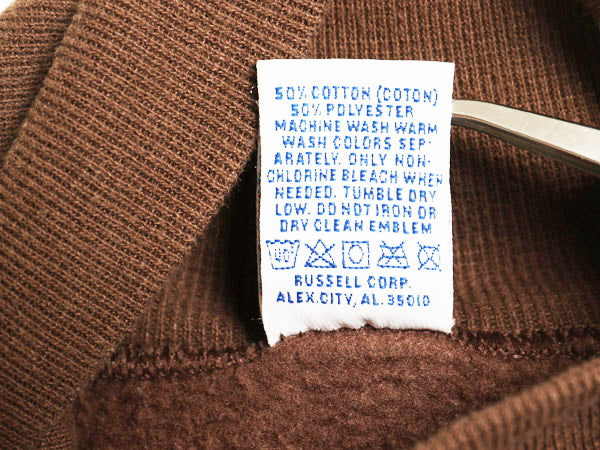 50% COTTON (COTON)
50% POLYESTER
MACHINE WASH WARM
WASH COLORS SEP-
ARATELY. ONLY NON-
CHLORINE BLEACH WHEN
NEEDED. TUMBLE DRY
LOW. DO NOT IRON OR
DRY CLEAN EMBLEM
RUSSELL CORP.
ALEX.CITY, AL. 35010